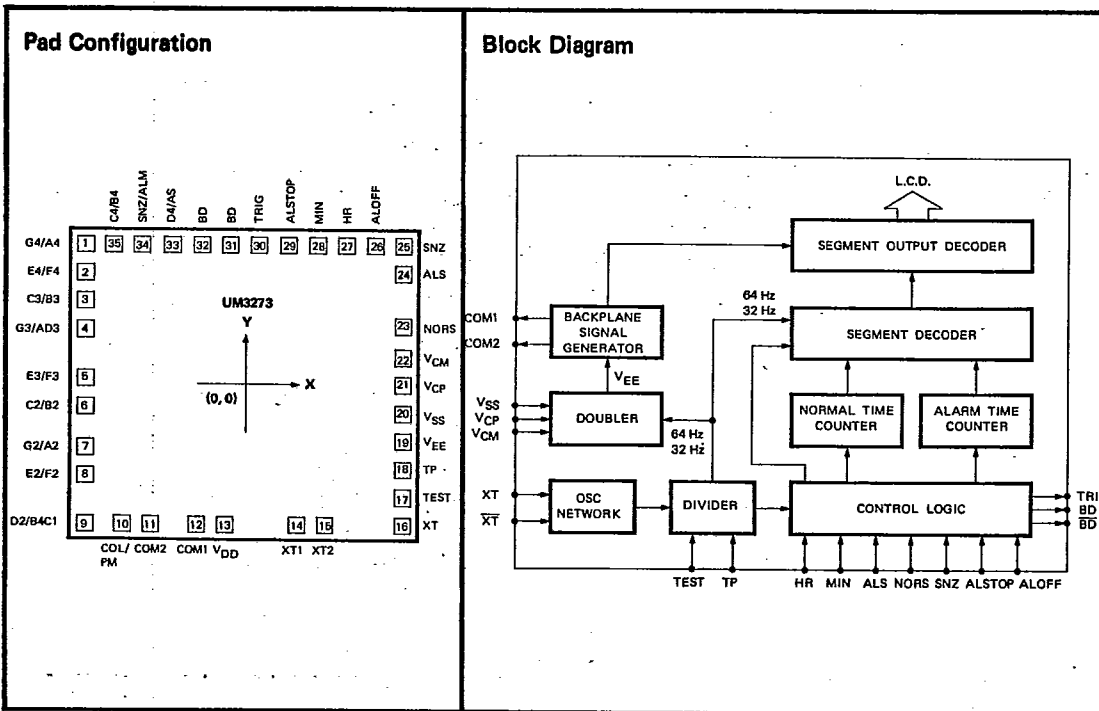 Pad Configuration
C4/B4
SNZ/ALM
D4/AS
BD
BD
TRIG
ALSTOP
MIN
HR
ALOFF
G4/A4
1
35
34
33
32
31
30
29
28
27
26
25
SNZ
E4/F4
2
24
ALS
C3/B3
3
UM3273
G3/AD3
4
Y
23
NORS
22
VCM
E3/F3
5
X
21
VCP
(0, 0)
C2/B2
6
20
VSS
G2/A2
7
19
VEE
E2/F2
8
18
TP
17
TEST
D2/B4C1
9
10
11
12
13
14
15
16
XT
COL/
PM
COM2
COM1
VDD
XT1
XT2
Block Diagram
L.C.D.
SEGMENT OUTPUT DECODER
64 Hz
32 Hz
COM1
COM2
BACKPLANE
SIGNAL
GENERATOR
SEGMENT DECODER
VEE
VSS
VCP
VCM
DOUBLER
64 Hz
32 Hz
NORMAL TIME
COUNTER
ALARM TIME
COUNTER
XT
X̅T̅
OSC
NETWORK
DIVIDER
CONTROL LOGIC
TRI
BD
B̅D̅
TEST
TP
HR
MIN
ALS
NORS
SNZ
ALSTOP
ALOFF